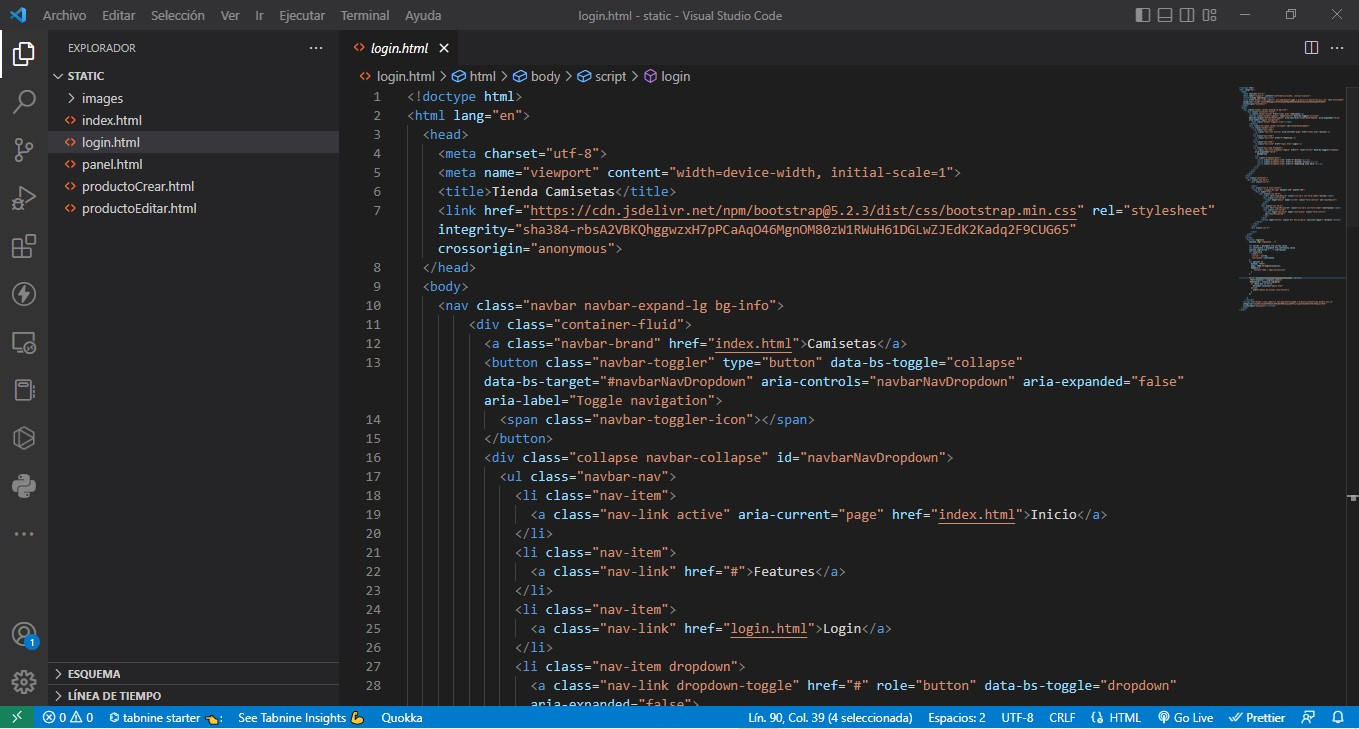 Archivo Editar Selección Ver Ir Ejecutar Terminal Ayuda
login.html - static - Visual Studio Code
EXPLORADOR
STATIC
images
index.html
login.html
panel.html
productoCrear.html
productoEditar.html
ESQUEMA
LÍNEA DE TIEMPO
1
login.html
login.html > html > body > script > login
1 <!doctype html>
2 <html lang="en">
3 <head>
4 <meta charset="utf-8">
5 <meta name="viewport" content="width=device-width, initial-scale=1">
6 <title>Tienda Camisetas</title>
7 <link href="https://cdn.jsdelivr.net/npm/bootstrap@5.2.3/dist/css/bootstrap.min.css" rel="stylesheet"
integrity="sha384-rbsA2VBKQhggwzxH7pPCaAqO46MgnOM80zW1RWuH61DGLwZJEdK2Kadq2F9CUG65"
crossorigin="anonymous">
8 </head>
9 <body>
10 <nav class="navbar navbar-expand-lg bg-info">
11 <div class="container-fluid">
12 <a class="navbar-brand" href="index.html">Camisetas</a>
13 <button class="navbar-toggler" type="button" data-bs-toggle="collapse"
data-bs-target="#navbarNavDropdown" aria-controls="navbarNavDropdown" aria-expanded="false"
aria-label="Toggle navigation">
14 <span class="navbar-toggler-icon"></span>
15 </button>
16 <div class="collapse navbar-collapse" id="navbarNavDropdown">
17 <ul class="navbar-nav">
18 <li class="nav-item">
19 <a class="nav-link active" aria-current="page" href="index.html">Inicio</a>
20 </li>
21 <li class="nav-item">
22 <a class="nav-link" href="#">Features</a>
23 </li>
24 <li class="nav-item">
25 <a class="nav-link" href="login.html">Login</a>
26 </li>
27 <li class="nav-item dropdown">
28 <a class="nav-link dropdown-toggle" href="#" role="button" data-bs-toggle="dropdown"
aria-expanded="false">
0 0 tabnine starter : See Tabnine Insights Quokka Lín. 90, Col. 39 (4 seleccionada) Espacios: 2 UTF-8 CRLF HTML Go Live Prettier